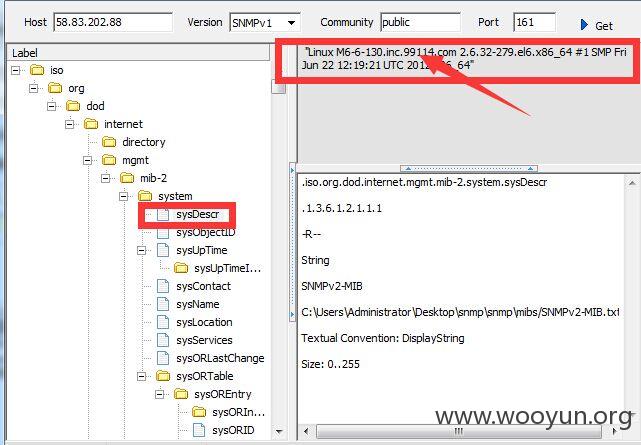 Host 58.83.202.88 Version SNMPv1 Community public Port 161 Get
Label
iso
org
dod
internet
directory
mgmt
mib-2
system
sysDescr
sysObjectID
sysUpTime
sysUpTimeI...
sysContact
sysName
sysLocation
sysServices
sysORLastChange
sysORTable
sysOREntry
sysORIn...
sysORID
"Linux M6-6-130.inc.99114.com 2.6.32-279.el6.x86_64 #1 SMP Fri
Jun 22 12:19:21 UTC 2012 6_64"
.iso.org.dod.internet.mgmt.mib-2.system.sysDescr
.1.3.6.1.2.1.1.1
-R--
String
SNMPv2-MIB
C:\Users\Administrator\Desktop\snmp\snmp\mibs/SNMPv2-MIB.txt
Textual Convention: DisplayString
Size: 0..255
www.wooyun.org